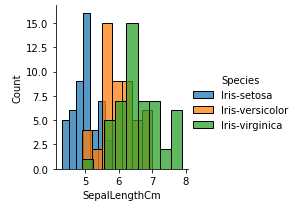 15.0
12.5
10.0
7.5
5.0
2.5
0.0
Count
5 6 7 8
SepalLengthCm
Species
Iris-setosa
Iris-versicolor
Iris-virginica